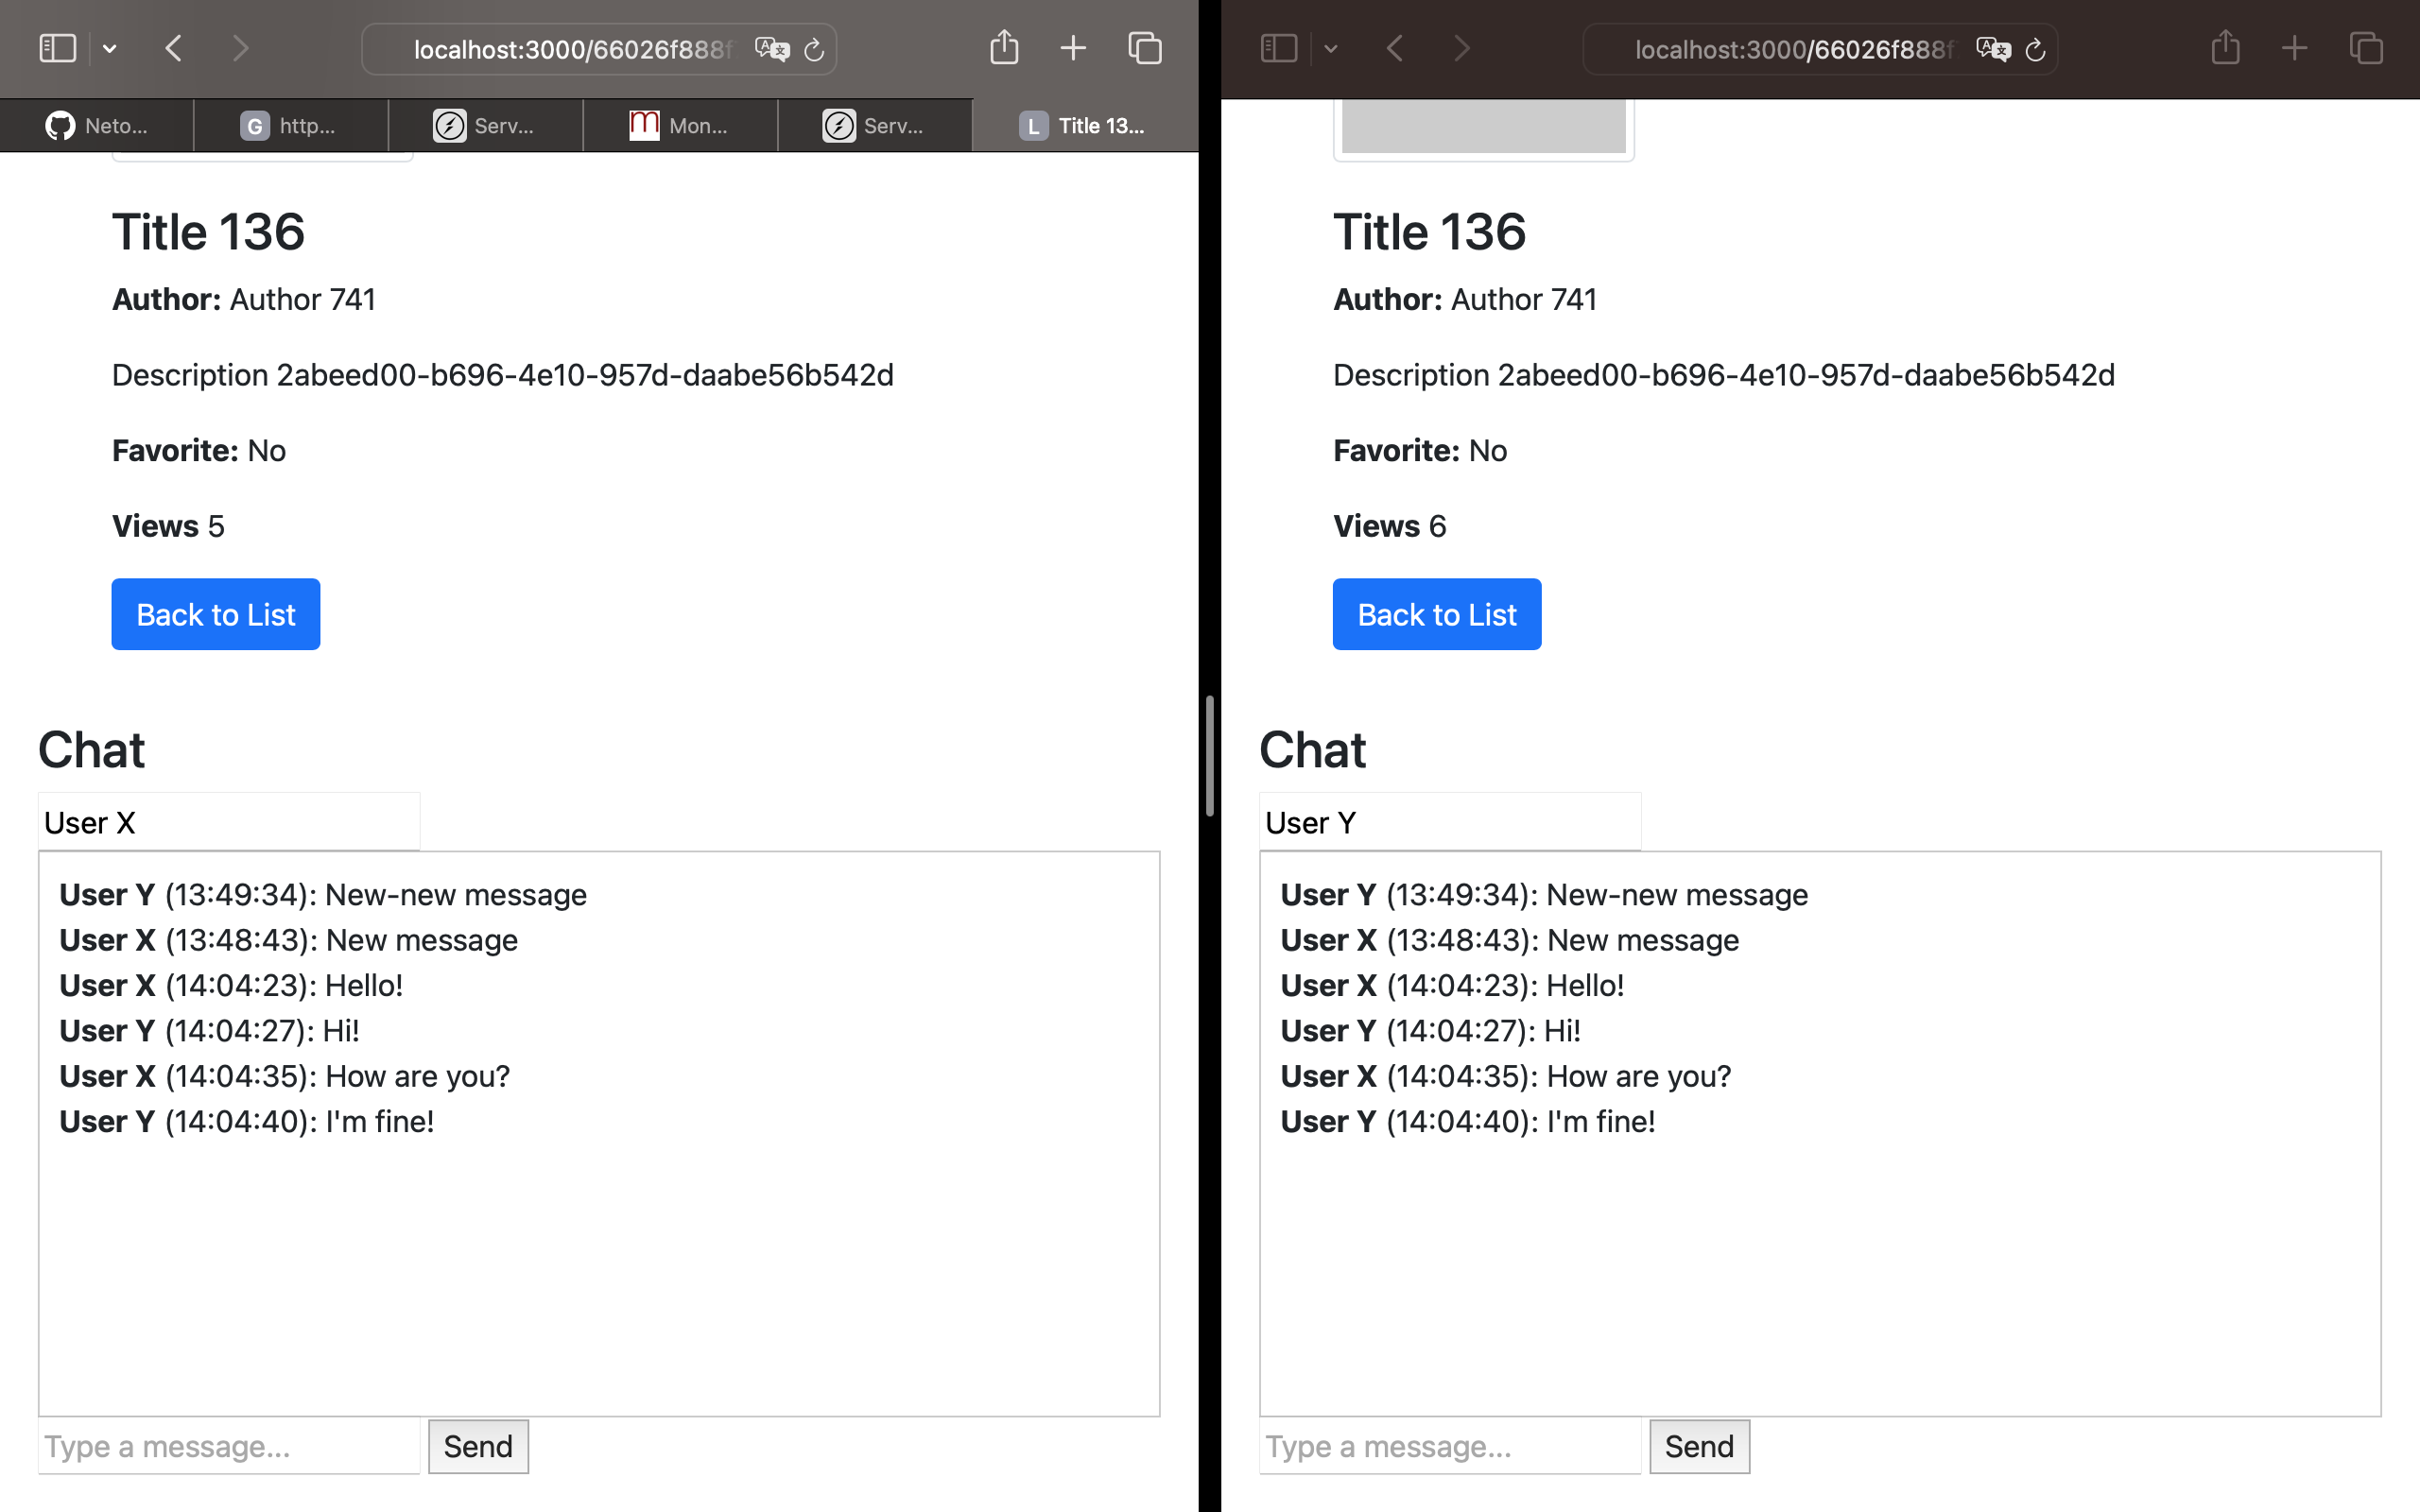 localhost:3000/66026f888f
Neto...
G http...
Serv...
Mon...
Serv...
L Title 13...
Title 136
Author: Author 741
Description 2abeed00-b696-4e10-957d-daabe56b542d
Favorite: No
Views 5
Back to List
Chat
User X
User Y (13:49:34): New-new message
User X (13:48:43): New message
User X (14:04:23): Hello!
User Y (14:04:27): Hi!
User X (14:04:35): How are you?
User Y (14:04:40): I'm fine!
Type a message...
Send
localhost:3000/66026f888f
Title 136
Author: Author 741
Description 2abeed00-b696-4e10-957d-daabe56b542d
Favorite: No
Views 6
Back to List
Chat
User Y
User Y (13:49:34): New-new message
User X (13:48:43): New message
User X (14:04:23): Hello!
User Y (14:04:27): Hi!
User X (14:04:35): How are you?
User Y (14:04:40): I'm fine!
Type a message...
Send